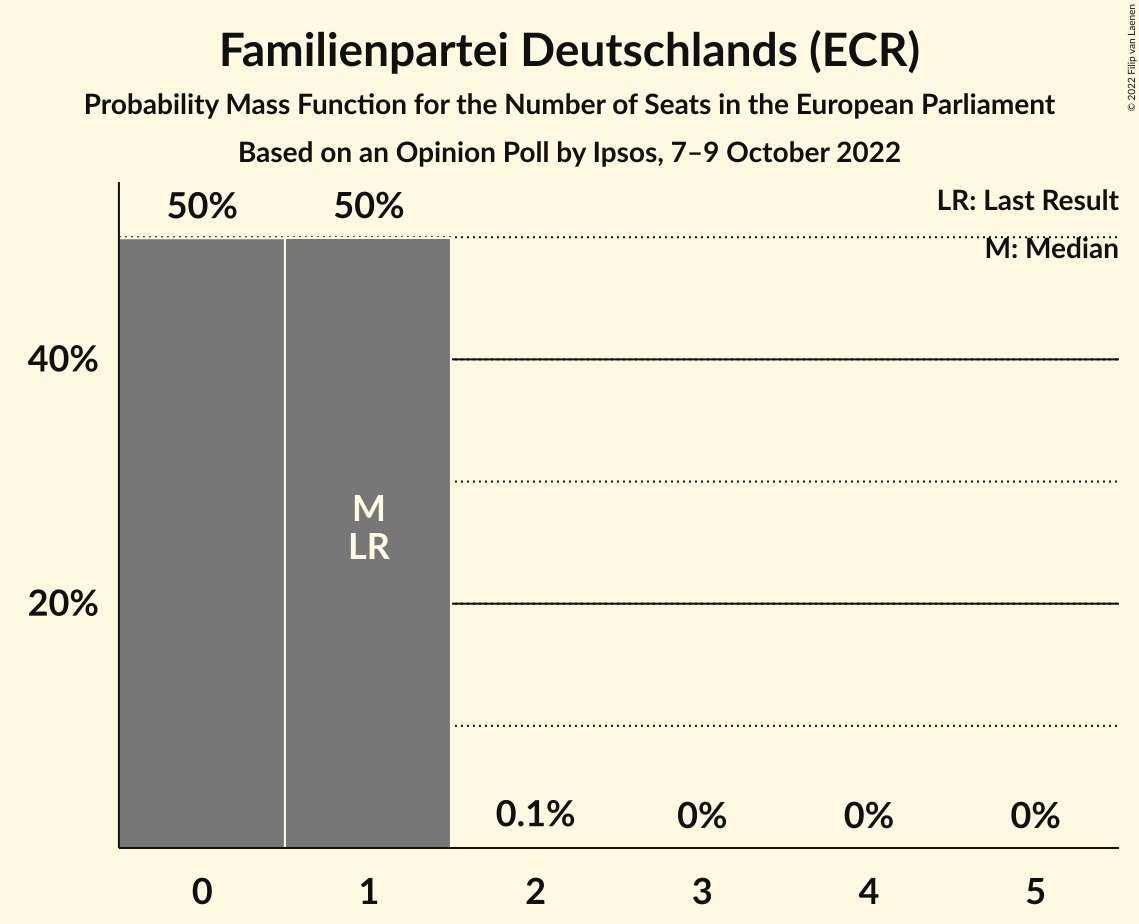 Familienpartei Deutschlands (ECR)
Probability Mass Function for the Number of Seats in the European Parliament
Based on an Opinion Poll by Ipsos, 7–9 October 2022
© 2022 Filip van Laenen
50% 50%
LR: Last Result
M: Median
40%
M
LR
20%
0.1% 0% 0% 0%
0 1 2 3 4 5